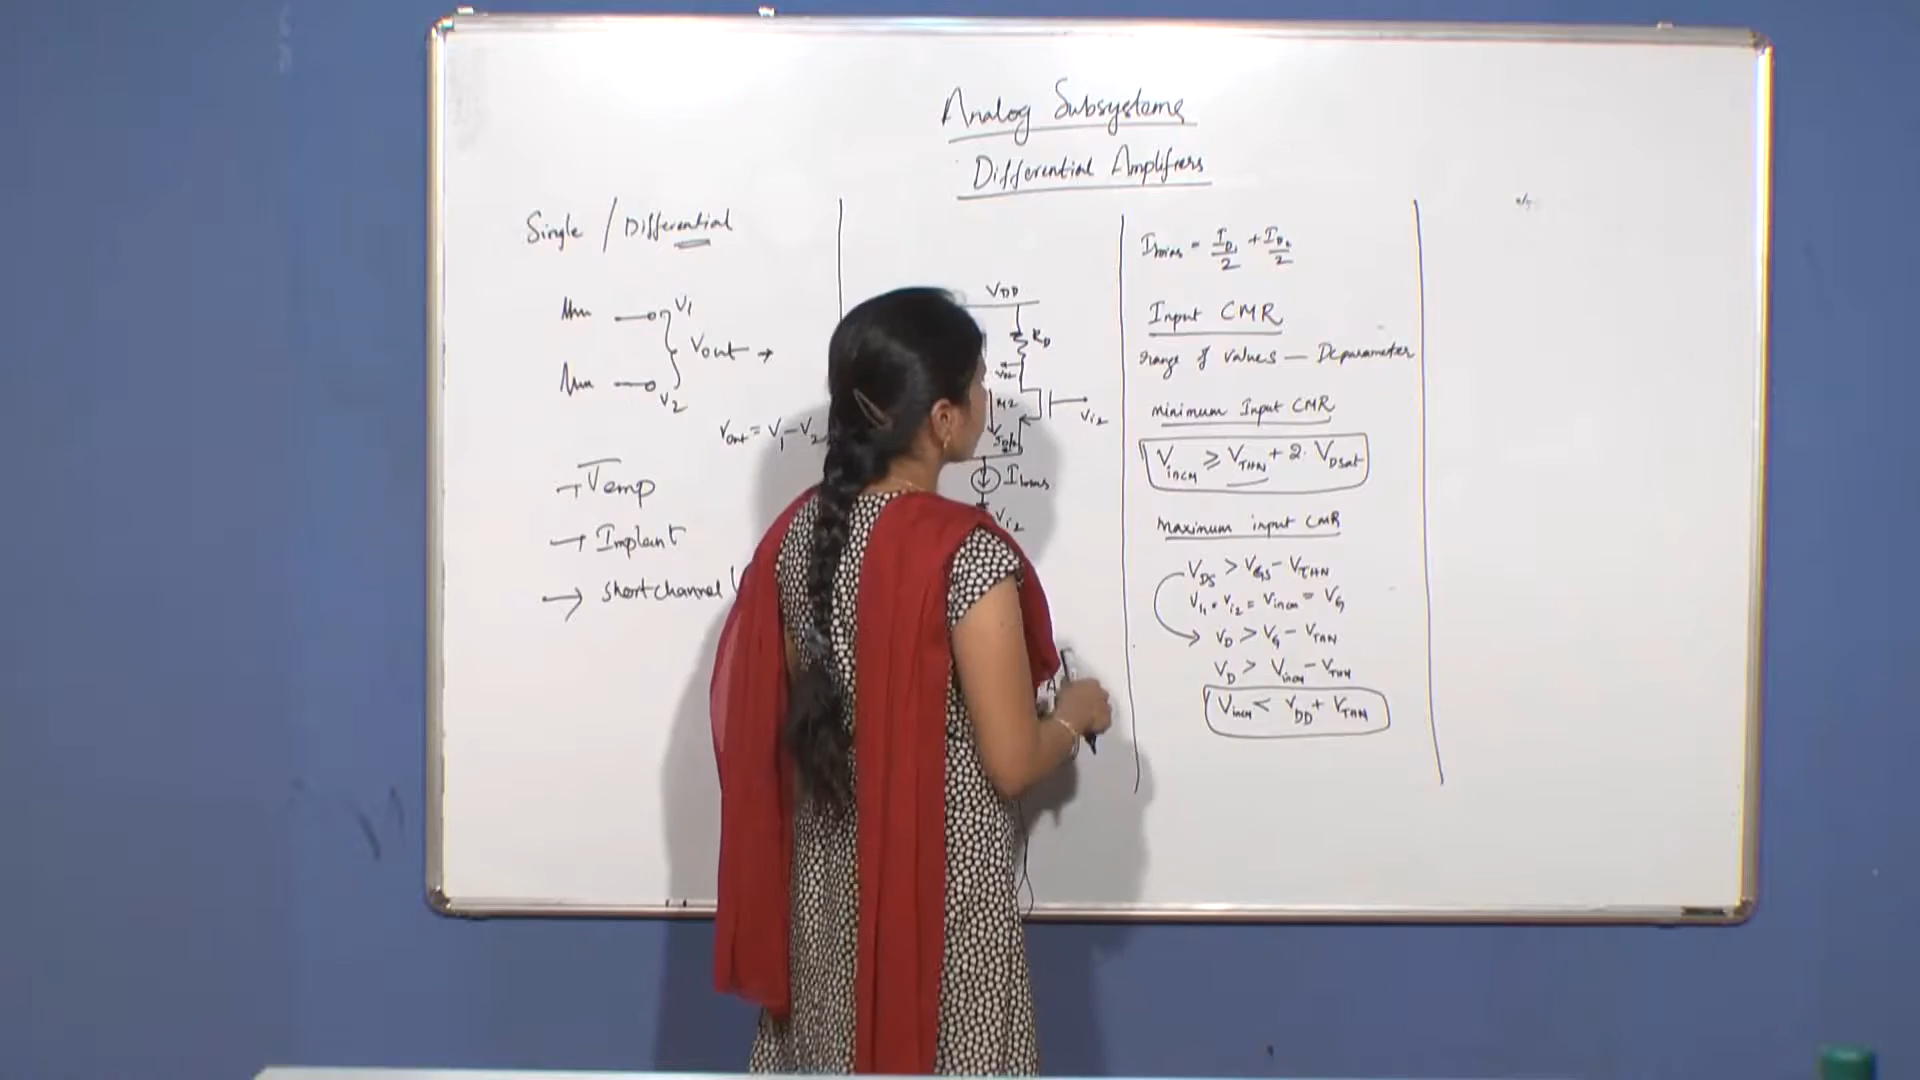 Analog Subsystems
Differential Amplifiers
Single / Differential
V1
Vout →
V2
Vout = V1 - V2
→ Temp
→ Implant
→ Short channel
VDD
RD
M2
Vi2
Ibias
Vi2
Ibias = ID1/2 + ID2/2
Input CMR
range of values — DC parameter
minimum Input CMR
VinCM ≥ VTHN + 2. VDsat
Maximum input CMR
VDS > VGS - VTHN
Vi1 = Vi2 = Vincm = VG
VD > VG - VTHN
VD > Vincm - VTHN
Vincm < VDD + VTHN